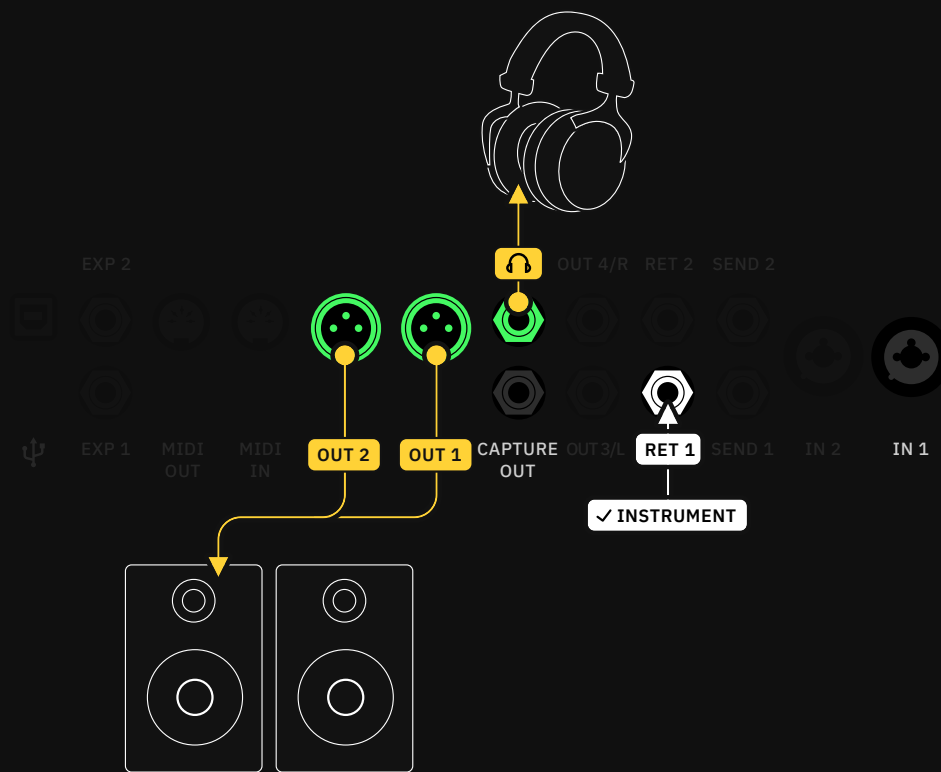 EXP 2
OUT 4/R
RET 2
SEND 2
EXP 1
MIDI
OUT
MIDI
IN
OUT 2
OUT 1
CAPTURE
OUT
OUT3/L
RET 1
SEND 1
IN 2
IN 1
INSTRUMENT